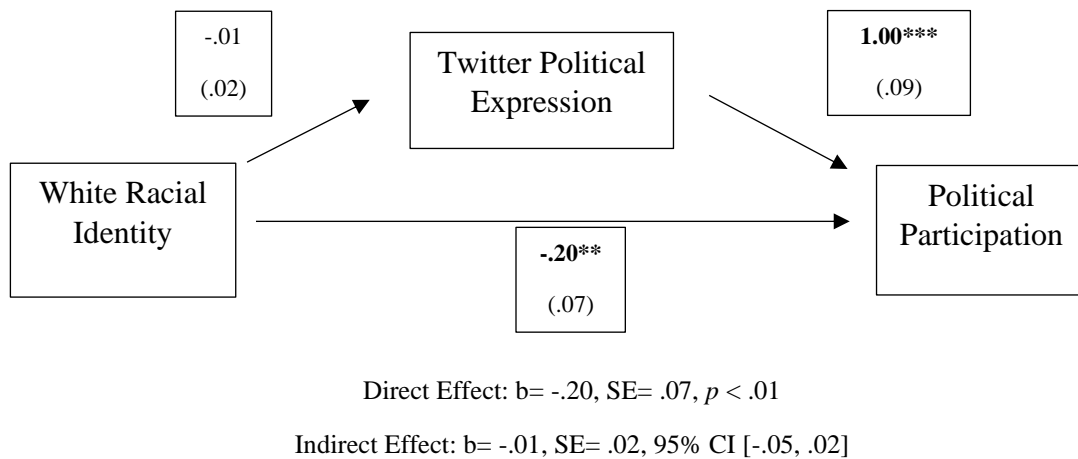 -.01
(.02)
Twitter Political
Expression
1.00***
(.09)
White Racial
Identity
Political
Participation
-.20**
(.07)
Direct Effect: b= -.20, SE= .07, p < .01
Indirect Effect: b= -.01, SE= .02, 95% CI [-.05, .02]